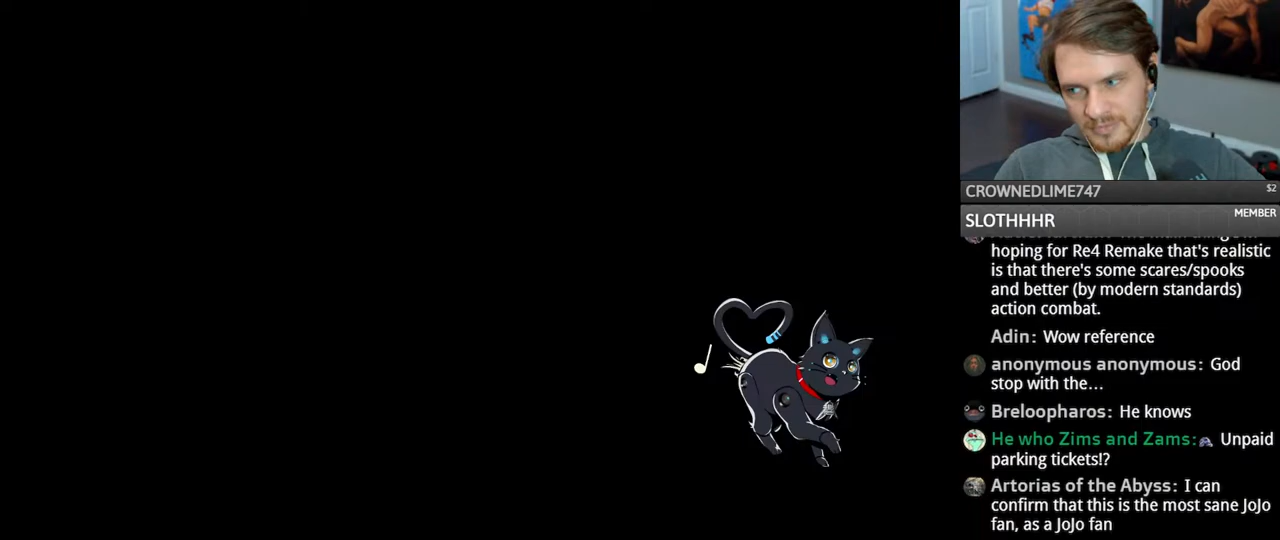 CROWNEDLIME747 $2
SLOTHHHR MEMBER
hoping for Re4 Remake that's realistic
is that there's some scares/spooks
and better (by modern standards)
action combat.
Adin: Wow reference
anonymous anonymous: God
stop with the...
Breloopharos: He knows
He who Zims and Zams: Unpaid
parking tickets!?
Artorias of the Abyss: I can
confirm that this is the most sane JoJo
fan, as a JoJo fan